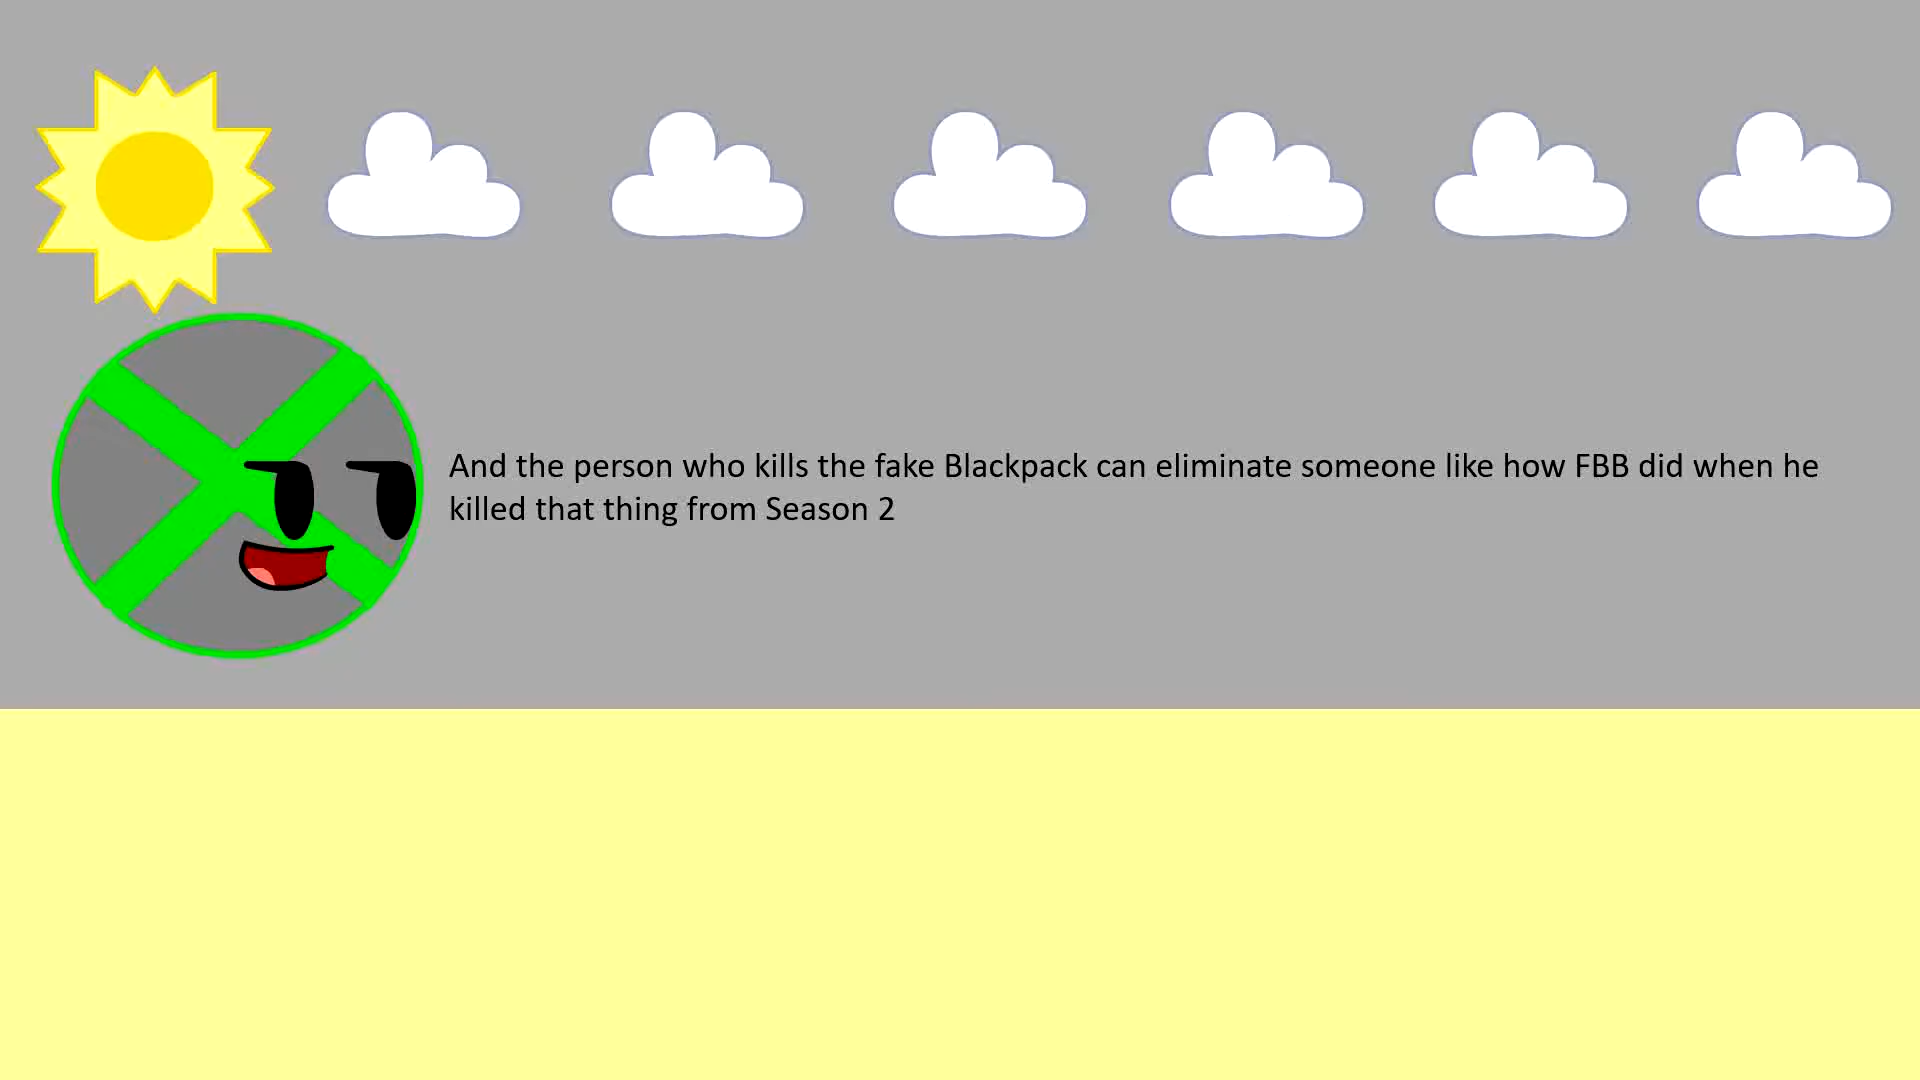 And the person who kills the fake Blackpack can eliminate someone like how FBB did when he
killed that thing from Season 2